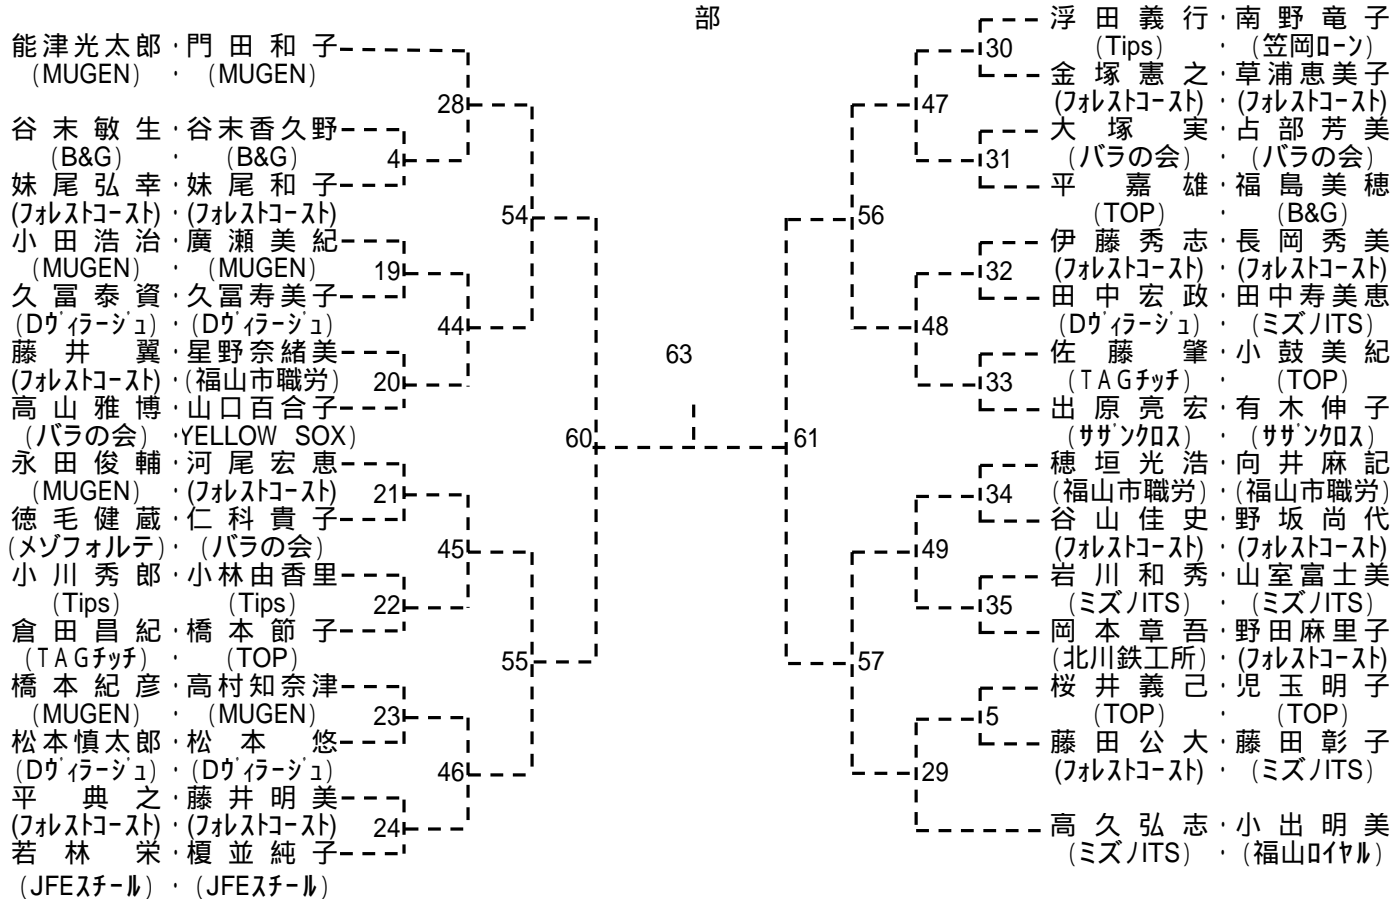 部
能津光太郎・門田和子
(MUGEN) ・ (MUGEN)
28
谷末敏生・谷末香久野
(B&G) ・ (B&G)
4
妹尾弘幸・妹尾和子
(フォレストコースト)・(フォレストコースト)
54
小田浩治・廣瀬美紀
(MUGEN) ・ (MUGEN)
19
久冨泰資・久冨寿美子
(Dヴィラージュ)・(Dヴィラージュ)
44
藤井翼・星野奈緒美
(フォレストコースト)・(福山市職労)
20
高山雅博・山口百合子
(バラの会) ・YELLOW SOX)
60
永田俊輔・河尾宏恵
(MUGEN) ・(フォレストコースト)
21
徳毛健蔵・仁科貴子
(メゾフォルテ)・(バラの会)
45
小川秀郎・小林由香里
(Tips) (Tips)
22
倉田昌紀・橋本節子
(TAGチッチ)・ (TOP)
55
橋本紀彦・高村知奈津
(MUGEN) ・ (MUGEN)
23
松本慎太郎・松本悠
(Dヴィラージュ)・(Dヴィラージュ)
46
平典之・藤井明美
(フォレストコースト)・(フォレストコースト)
24
若林栄・榎並純子
(JFEスチール)・(JFEスチール)
63
浮田義行・南野竜子
30
(Tips) ・ (笠岡ローン)
金塚憲之・草浦恵美子
47
(フォレストコースト)・(フォレストコースト)
大塚実・占部芳美
31
(バラの会) ・ (バラの会)
平嘉雄・福島美穂
(TOP) ・ (B&G)
56
伊藤秀志・長岡秀美
32
(フォレストコースト)・(フォレストコースト)
田中宏政・田中寿美恵
(Dヴィラージュ)・(ミズノITS)
48
佐藤肇・小鼓美紀
33
(TAGチッチ)・ (TOP)
出原亮宏・有木伸子
(サザンクロス)・(サザンクロス)
61
穂垣光浩・向井麻記
34
(福山市職労)・(福山市職労)
谷山佳史・野坂尚代
(フォレストコースト)・(フォレストコースト)
49
岩川和秀・山室富士美
35
(ミズノITS) ・ (ミズノITS)
岡本章吾・野田麻里子
(北川鉄工所)・(フォレストコースト)
57
桜井義己・児玉明子
5
(TOP) ・ (TOP)
藤田公大・藤田彰子
(フォレストコースト)・(ミズノITS)
29
高久弘志・小出明美
(ミズノITS) ・(福山ロイヤル)